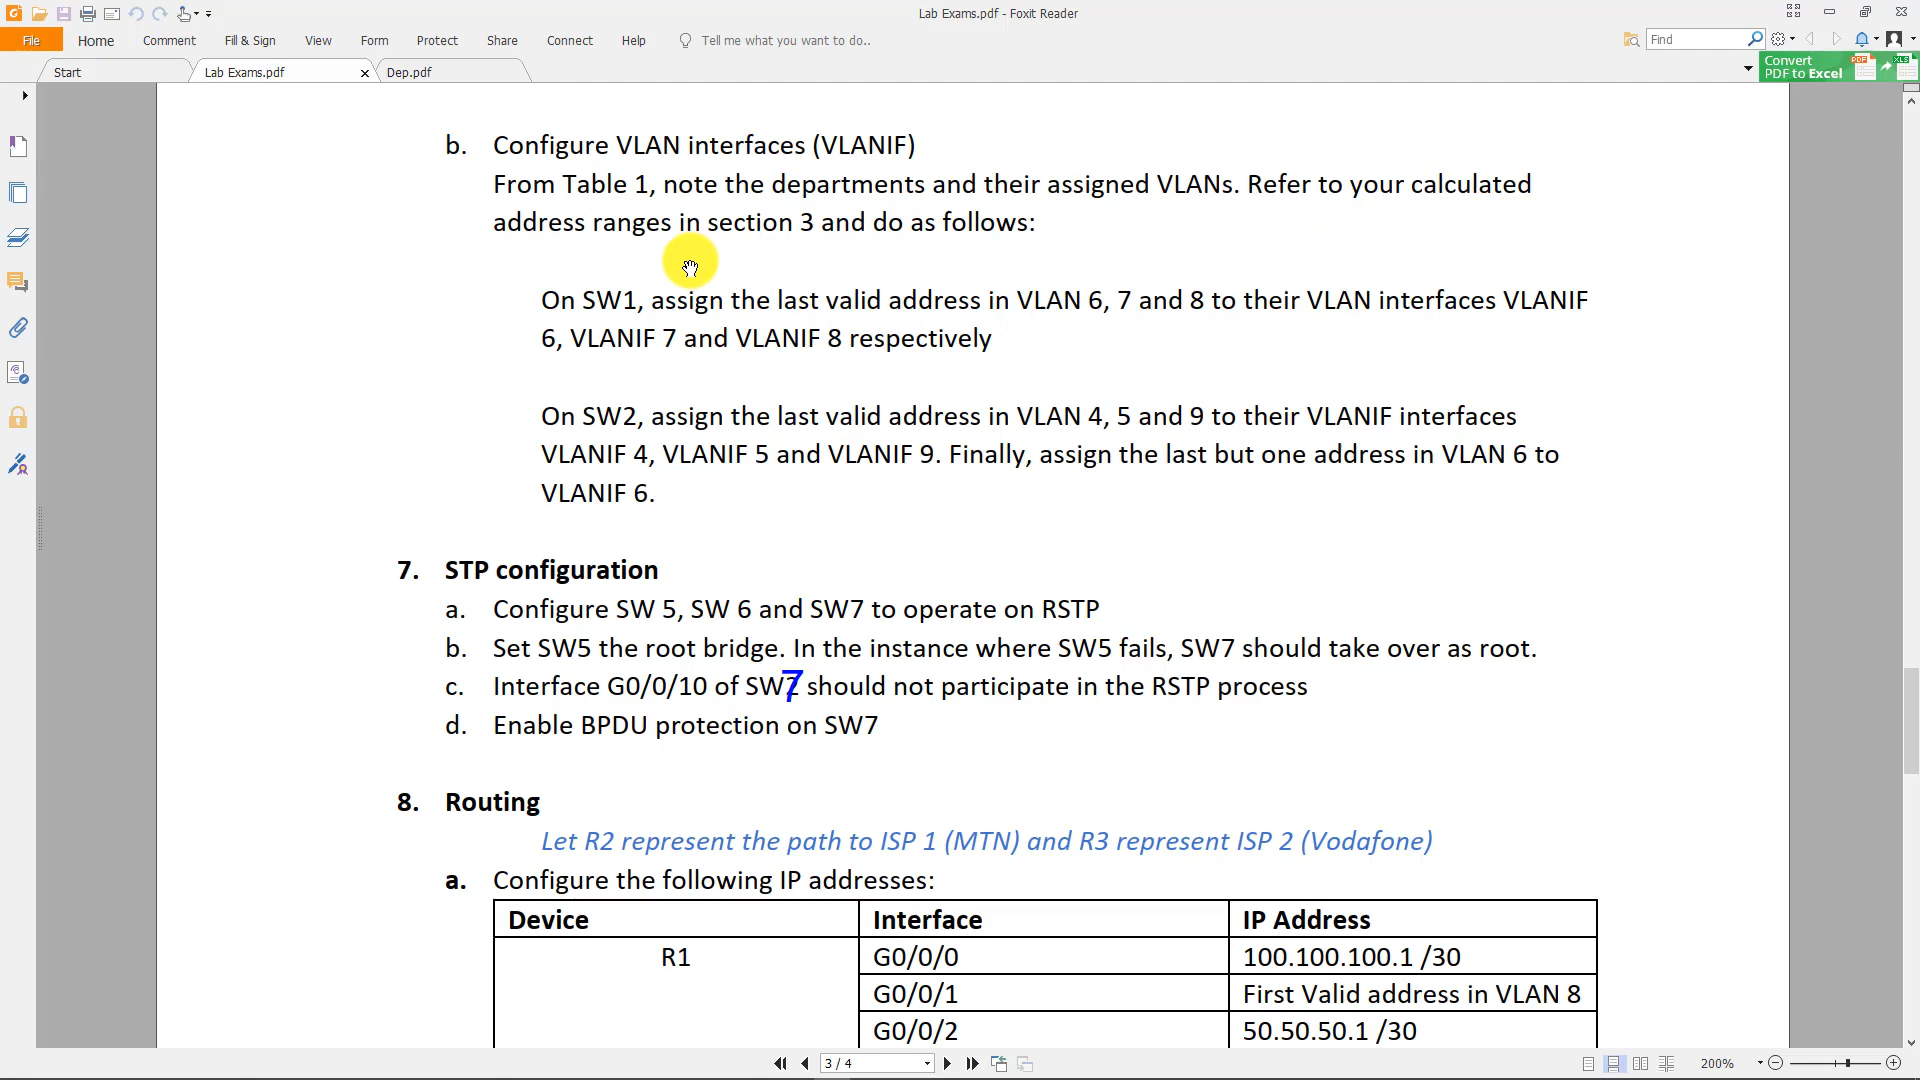 Lab Exams.pdf - Foxit Reader
File Home Comment Fill & Sign View Form Protect Share Connect Help Tell me what you want to do.. Find
Start Lab Exams.pdf Dep.pdf
Convert
PDF to Excel
PDF XLS
b. Configure VLAN interfaces (VLANIF)
From Table 1, note the departments and their assigned VLANs. Refer to your calculated
address ranges in section 3 and do as follows:
On SW1, assign the last valid address in VLAN 6, 7 and 8 to their VLAN interfaces VLANIF
6, VLANIF 7 and VLANIF 8 respectively
On SW2, assign the last valid address in VLAN 4, 5 and 9 to their VLANIF interfaces
VLANIF 4, VLANIF 5 and VLANIF 9. Finally, assign the last but one address in VLAN 6 to
VLANIF 6.
7. STP configuration
a. Configure SW 5, SW 6 and SW7 to operate on RSTP
b. Set SW5 the root bridge. In the instance where SW5 fails, SW7 should take over as root.
c. Interface G0/0/10 of SW7 should not participate in the RSTP process
d. Enable BPDU protection on SW7
8. Routing
Let R2 represent the path to ISP 1 (MTN) and R3 represent ISP 2 (Vodafone)
a. Configure the following IP addresses:
Device Interface IP Address
R1 G0/0/0 100.100.100.1 /30
G0/0/1 First Valid address in VLAN 8
G0/0/2 50.50.50.1 /30
3 / 4 200%